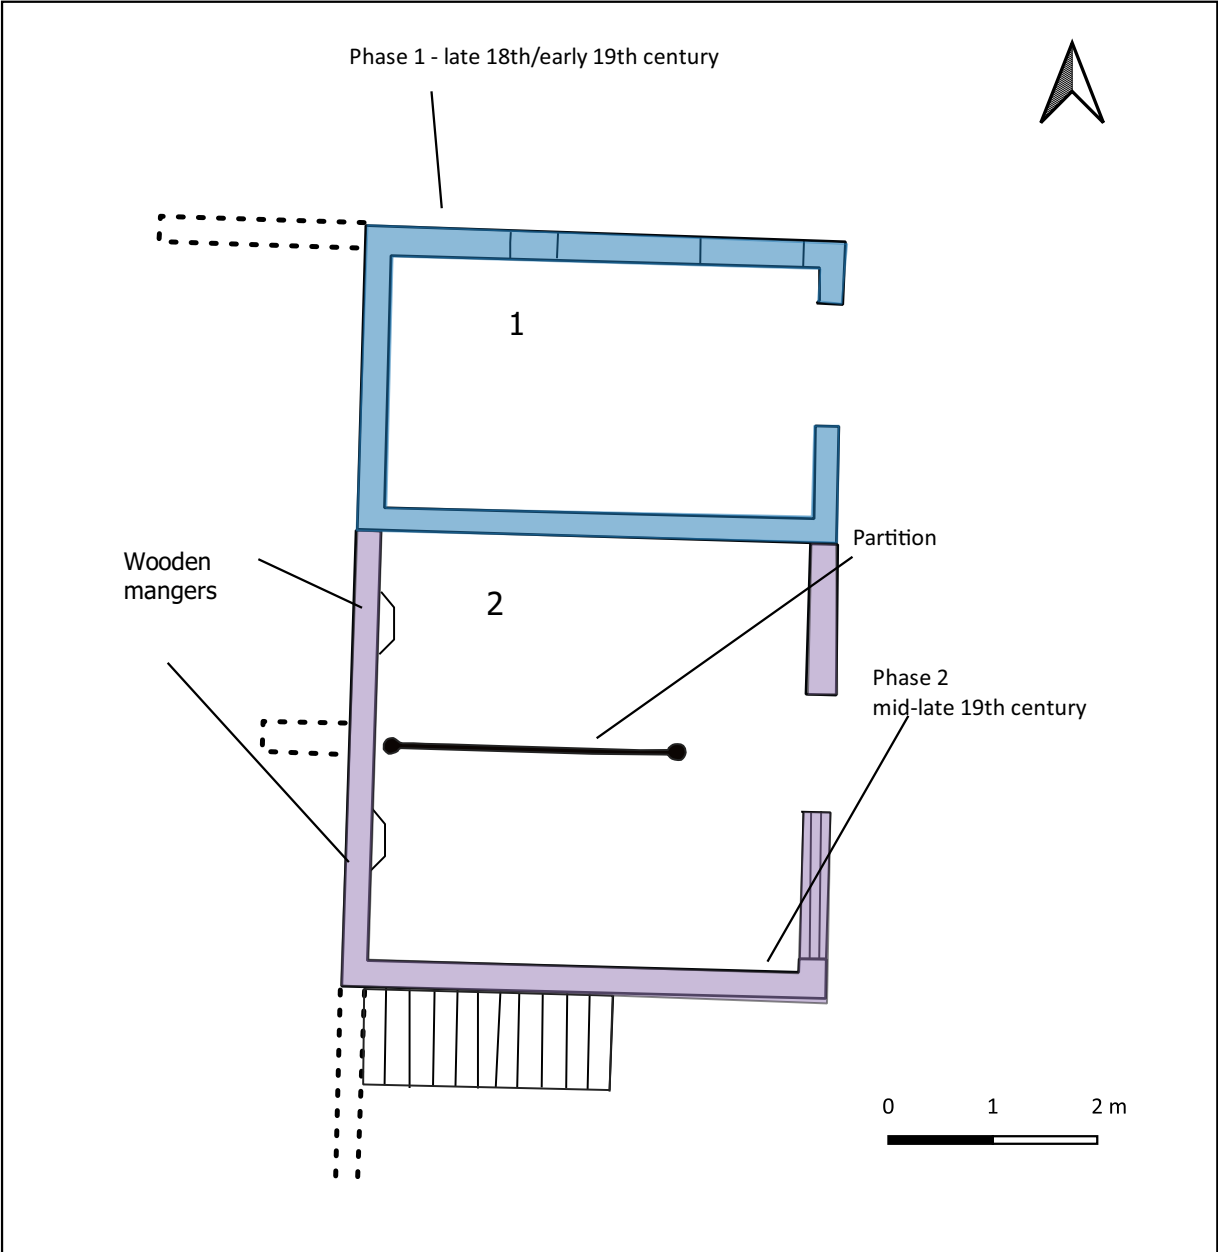 Phase 1 - late 18th/early 19th century
1
Partition
Wooden
mangers
2
Phase 2
mid-late 19th century
0 1 2 m